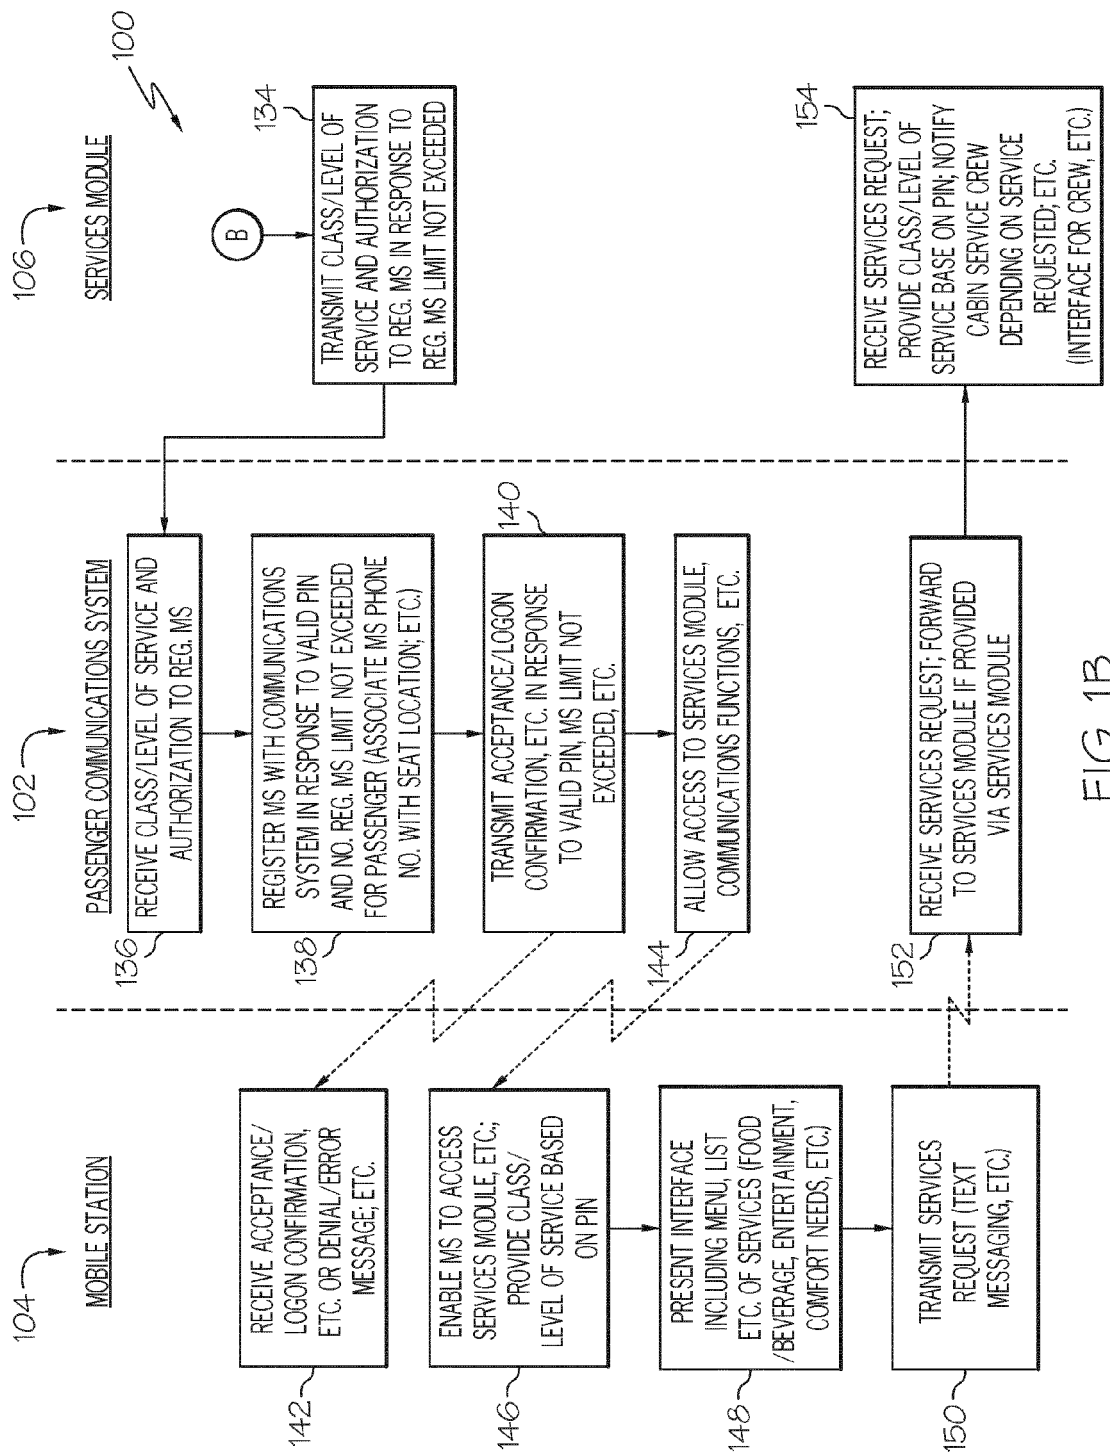 104
MOBILE STATION
102
PASSENGER COMMUNICATIONS SYSTEM
106
SERVICES MODULE
100
B
134
TRANSMIT CLASS/LEVEL OF
SERVICE AND AUTHORIZATION
TO REG. MS IN RESPONSE TO
REG. MS LIMIT NOT EXCEEDED
136
RECEIVE CLASS/LEVEL OF SERVICE AND
AUTHORIZATION TO REG. MS
138
REGISTER MS WITH COMMUNICATIONS
SYSTEM IN RESPONSE TO VALID PIN
AND NO. REG. MS LIMIT NOT EXCEEDED
FOR PASSENGER (ASSOCIATE MS PHONE
NO. WITH SEAT LOCATION, ETC.)
140
TRANSMIT ACCEPTANCE/LOGON
CONFIRMATION, ETC. IN RESPONSE
TO VALID PIN, MS LIMIT NOT
EXCEEDED, ETC.
142
RECEIVE ACCEPTANCE/
LOGON CONFIRMATION,
ETC. OR DENIAL/ERROR
MESSAGE; ETC.
144
ALLOW ACCESS TO SERVICES MODULE,
COMMUNICATIONS FUNCTIONS, ETC.
146
ENABLE MS TO ACCESS
SERVICES MODULE, ETC.;
PROVIDE CLASS/
LEVEL OF SERVICE BASED
ON PIN
148
PRESENT INTERFACE
INCLUDING MENU, LIST
ETC. OF SERVICES (FOOD
/BEVERAGE, ENTERTAINMENT,
COMFORT NEEDS, ETC.)
150
TRANSMIT SERVICES
REQUEST (TEXT
MESSAGING, ETC.)
152
RECEIVE SERVICES REQUEST; FORWARD
TO SERVICES MODULE IF PROVIDED
VIA SERVICES MODULE
154
RECEIVE SERVICES REQUEST;
PROVIDE CLASS/LEVEL OF
SERVICE BASE ON PIN; NOTIFY
CABIN SERVICE CREW
DEPENDING ON SERVICE
REQUESTED; ETC.
(INTERFACE FOR CREW, ETC.)
FIG. 1B